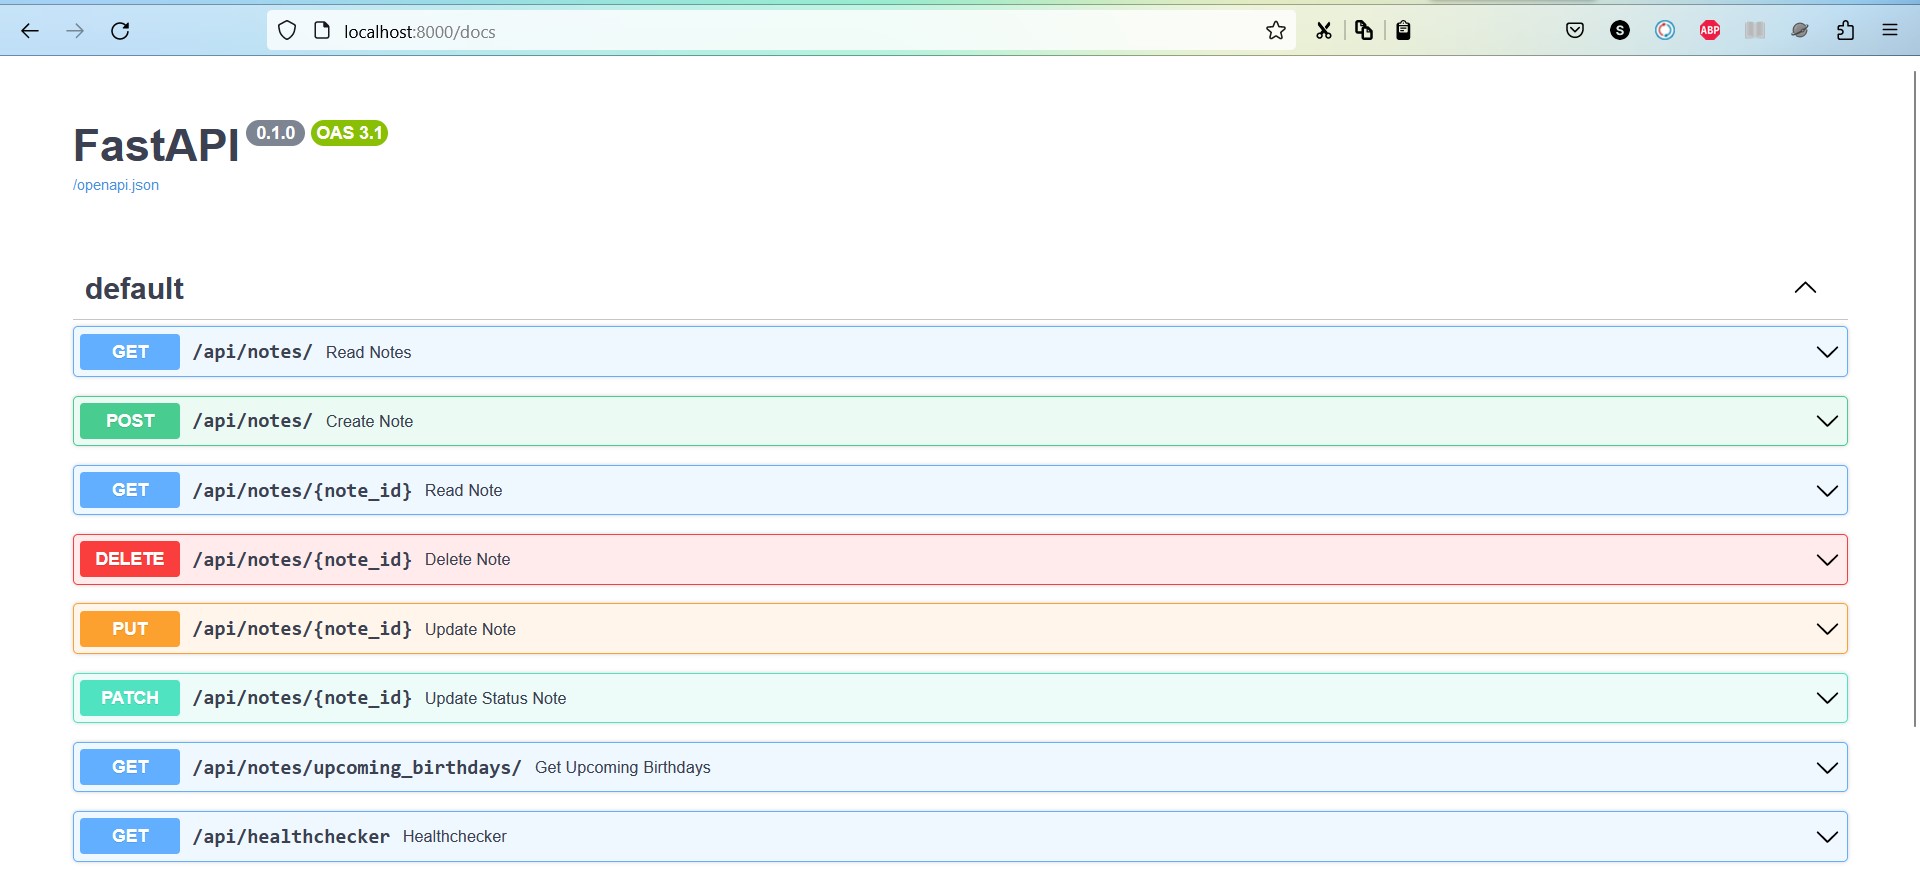 localhost:8000/docs
S
ABP
FastAPI 0.1.0 OAS 3.1
/openapi.json
default
GET /api/notes/ Read Notes
POST /api/notes/ Create Note
GET /api/notes/{note_id} Read Note
DELETE /api/notes/{note_id} Delete Note
PUT /api/notes/{note_id} Update Note
PATCH /api/notes/{note_id} Update Status Note
GET /api/notes/upcoming_birthdays/ Get Upcoming Birthdays
GET /api/healthchecker Healthchecker